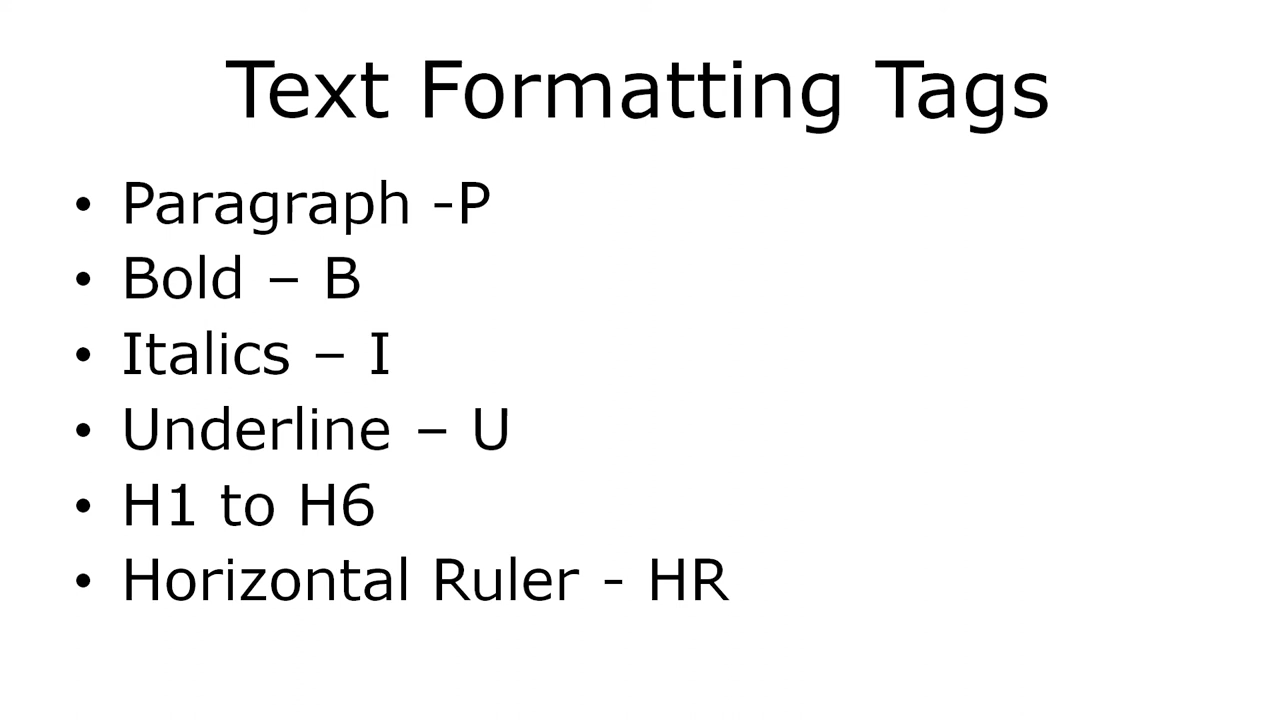 Text Formatting Tags
• Paragraph -P
• Bold – B
• Italics – I
• Underline – U
• H1 to H6
• Horizontal Ruler - HR